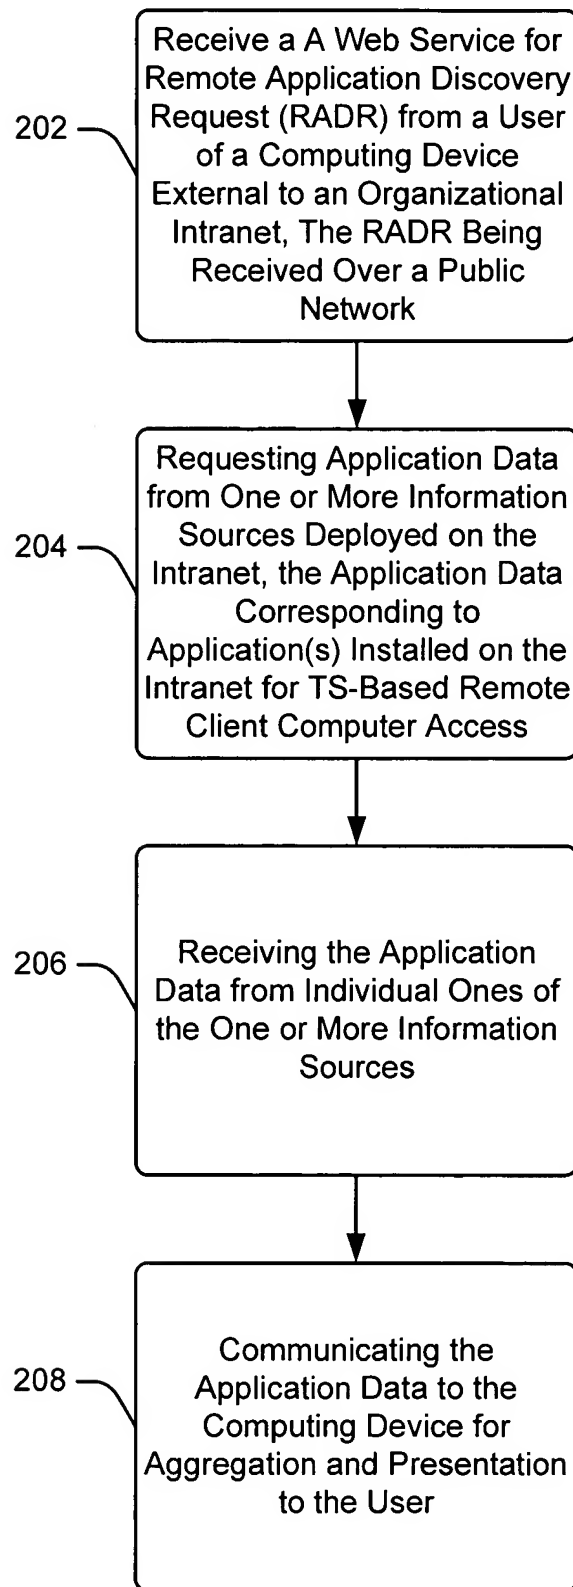 Receive a A Web Service for
Remote Application Discovery
Request (RADR) from a User
of a Computing Device
External to an Organizational
Intranet, The RADR Being
Received Over a Public
Network
202
Requesting Application Data
from One or More Information
Sources Deployed on the
Intranet, the Application Data
Corresponding to
Application(s) Installed on the
Intranet for TS-Based Remote
Client Computer Access
204
Receiving the Application
Data from Individual Ones of
the One or More Information
Sources
206
Communicating the
Application Data to the
Computing Device for
Aggregation and Presentation
to the User
208